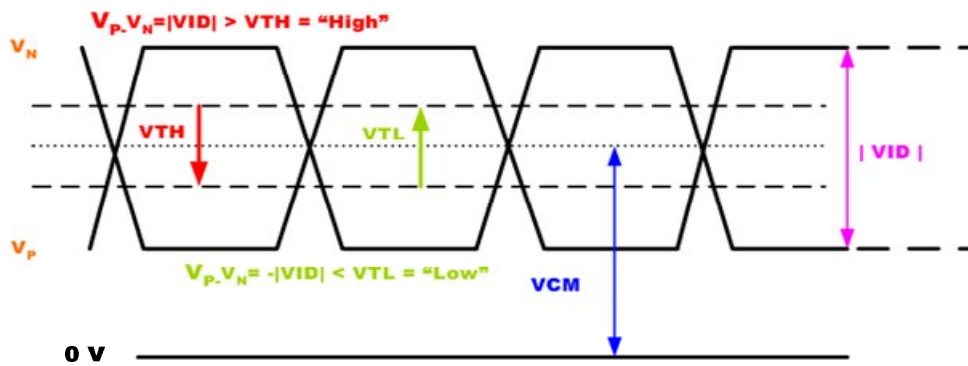 VP-VN=|VID| > VTH = “High”
VN
VTH
VTL
| VID |
VP
VP-VN= -|VID| < VTL = “Low”
VCM
0 V